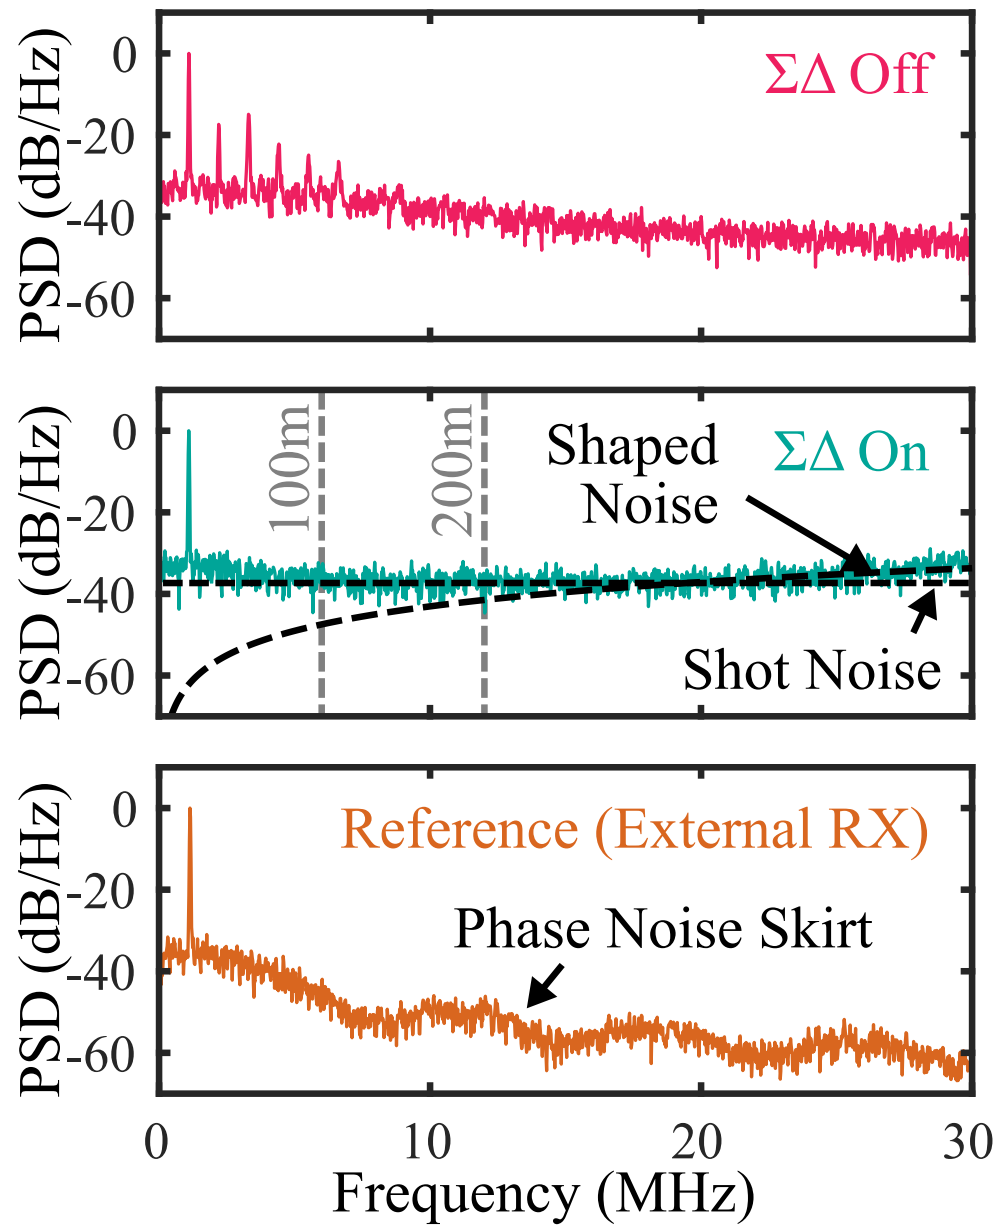 PSD (dB/Hz)
0
-20
-40
-60
ΣΔ Off
PSD (dB/Hz)
0
-20
-40
-60
100m
200m
Shaped
Noise
ΣΔ On
Shot Noise
PSD (dB/Hz)
0
-20
-40
-60
Reference (External RX)
Phase Noise Skirt
0
10
20
30
Frequency (MHz)